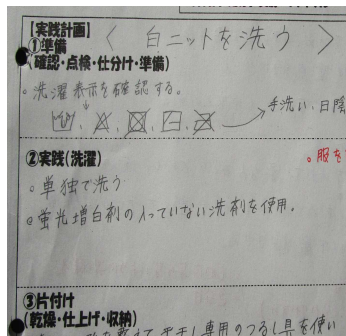 【実践計画】
〈 白ニットを洗う 〉
①準備
(確認・点検・仕分け・準備)
。洗濯表示を確認する。
手洗い、日陰
②実践(洗濯)
。服を
。単独で洗う
。蛍光増白剤の入っていない洗剤を使用。
③片付け
(乾燥・仕上げ・収納)
専用のつるし具を使い